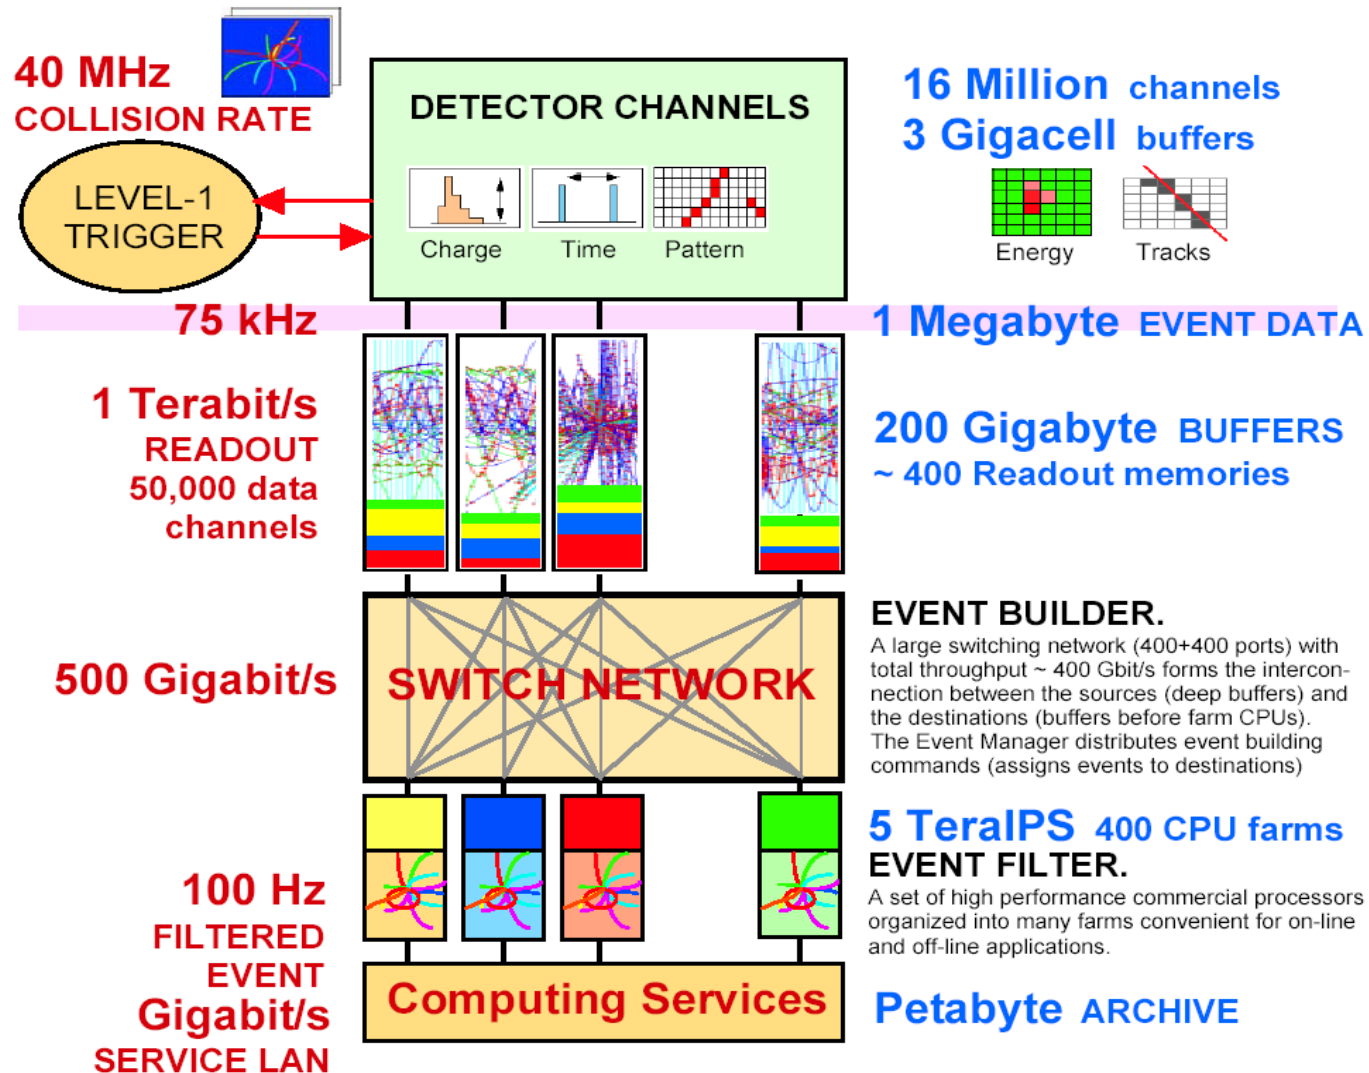 40 MHz
COLLISION RATE
LEVEL-1
TRIGGER
DETECTOR CHANNELS
Charge
Time
Pattern
16 Million channels
3 Gigacell buffers
Energy
Tracks
75 kHz
1 Megabyte EVENT DATA
1 Terabit/s
READOUT
50,000 data
channels
200 Gigabyte BUFFERS
~ 400 Readout memories
500 Gigabit/s
SWITCH NETWORK
EVENT BUILDER.
A large switching network (400+400 ports) with
total throughput ~ 400 Gbit/s forms the intercon-
nection between the sources (deep buffers) and
the destinations (buffers before farm CPUs).
The Event Manager distributes event building
commands (assigns events to destinations)
5 TeraIPS 400 CPU farms
EVENT FILTER.
A set of high performance commercial processors
organized into many farms convenient for on-line
and off-line applications.
100 Hz
FILTERED
EVENT
Gigabit/s
SERVICE LAN
Computing Services
Petabyte ARCHIVE